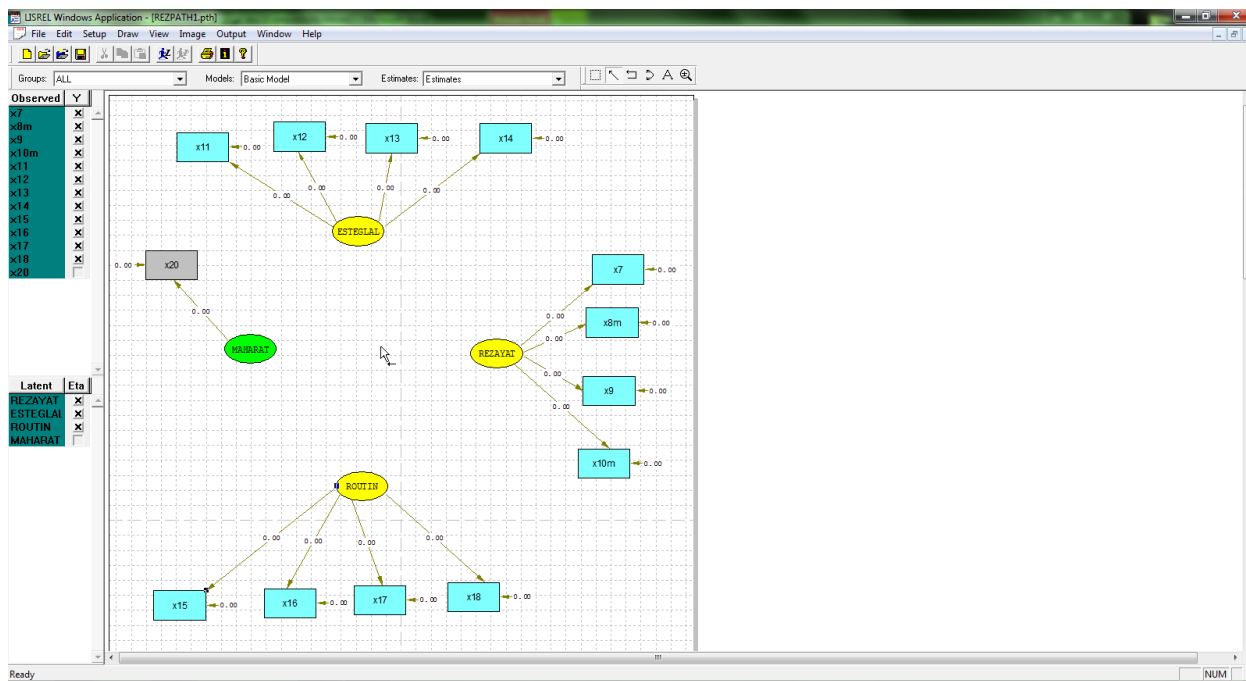 LISREL Windows Application - [REZPATH1.pth]
File Edit Setup Draw View Image Output Window Help
Groups: ALL Models: Basic Model Estimates: Estimates
Observed Y
x7
x8m
x9
x10m
x11
x12
x13
x14
x15
x16
x17
x18
x20
Latent Eta
REZAYAT
ESTEGLAL
ROUTIN
MAHARAT
x11 0.00 x12 0.00 x13 0.00 x14 0.00
0.00 0.00 0.00 0.00
ESTEGLAL
0.00 x20
0.00
MAHARAT
x7 0.00
0.00
x8m 0.00
0.00
REZAYAT
0.00
x9 0.00
0.00
x10m 0.00
ROUTIN
0.00 0.00 0.00 0.00
x15 0.00 x16 0.00 x17 0.00 x18 0.00
Ready NUM